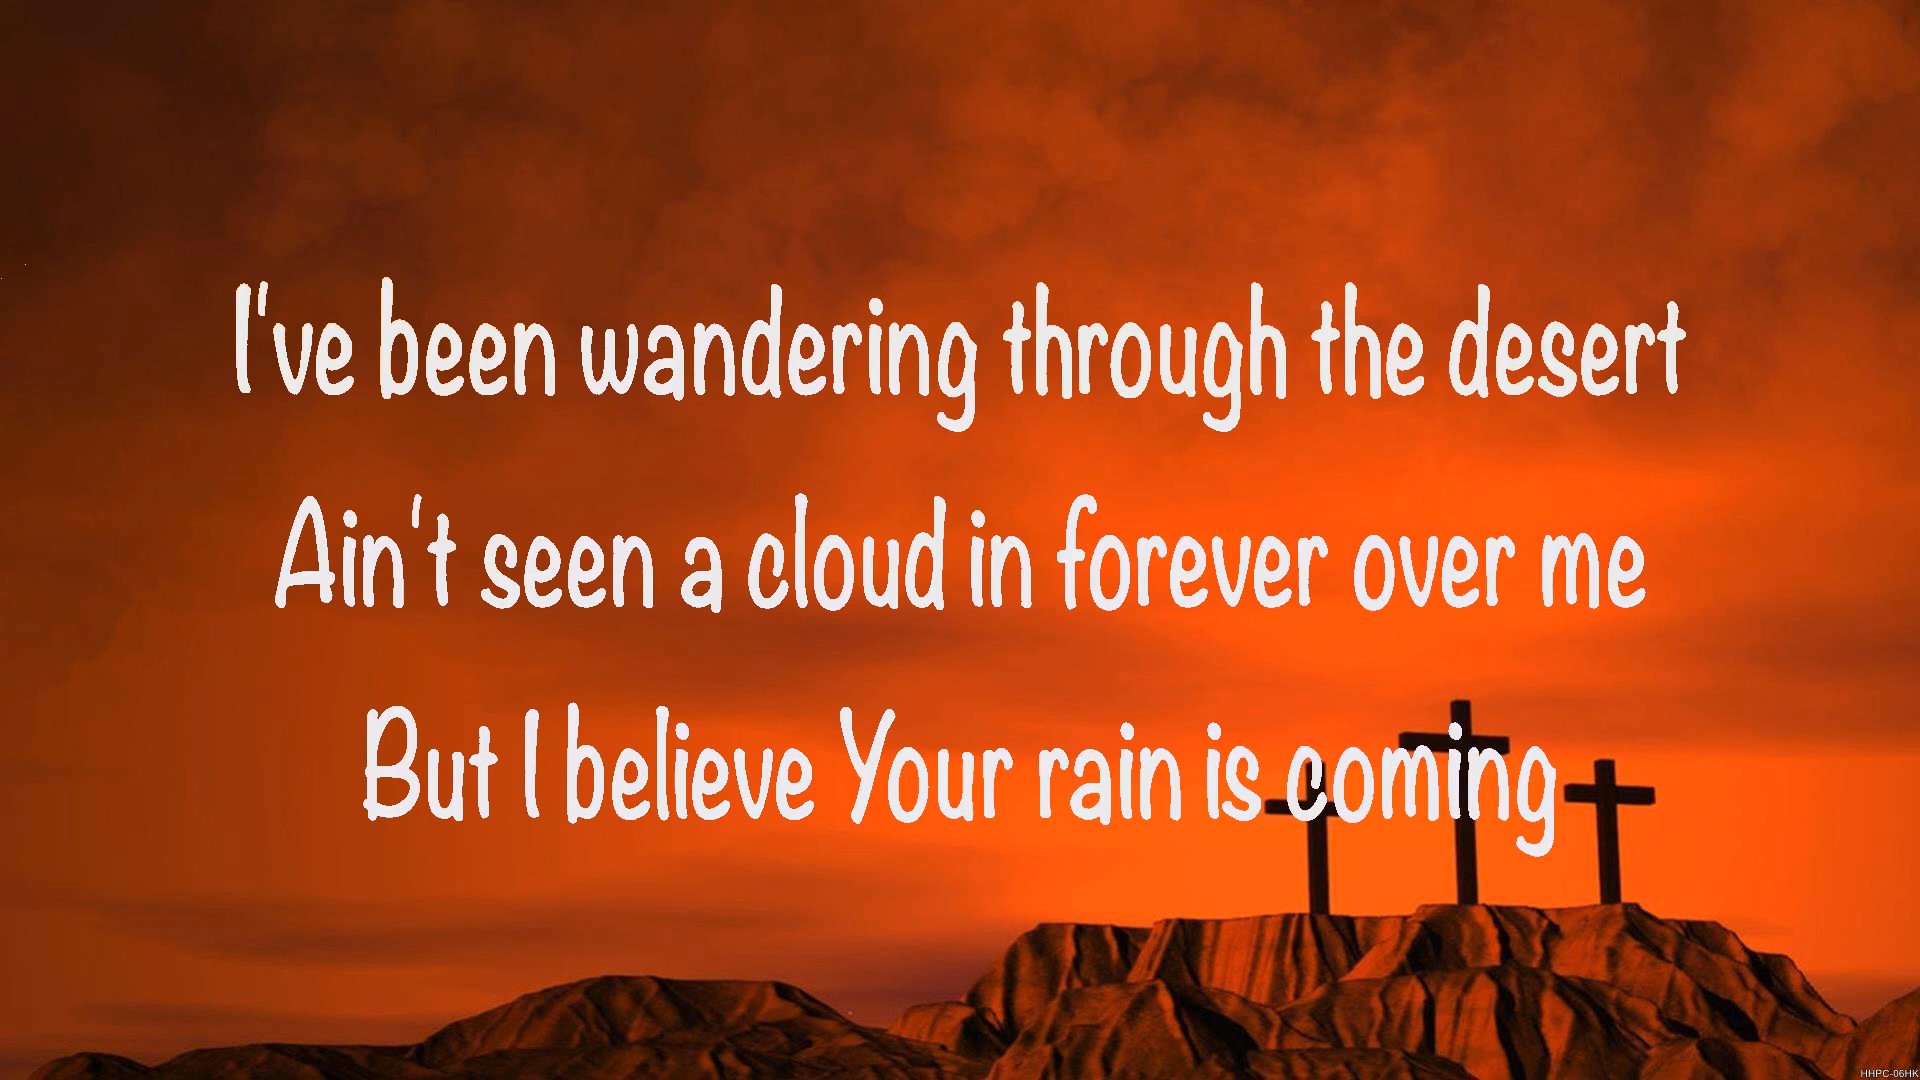 I've been wandering through the desert
Ain't seen a cloud in forever over me
But I believe Your rain is coming
HHPC-06HK